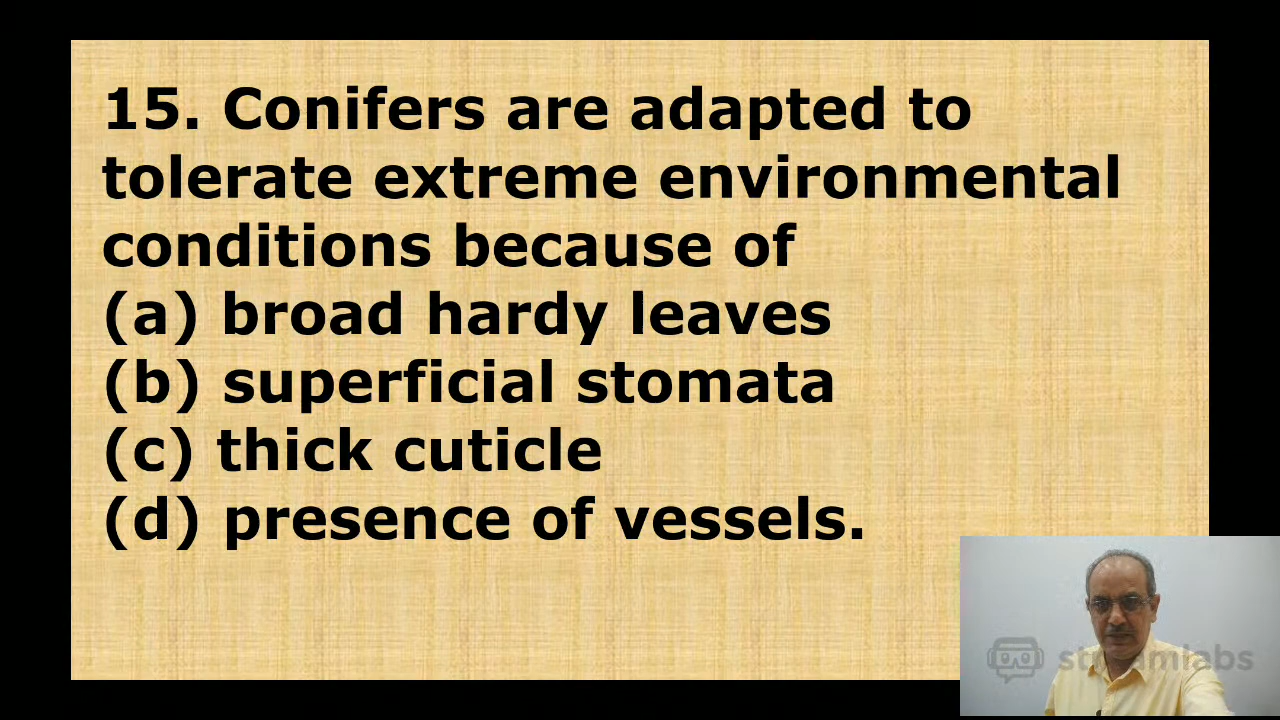 15. Conifers are adapted to
tolerate extreme environmental
conditions because of
(a) broad hardy leaves
(b) superficial stomata
(c) thick cuticle
(d) presence of vessels.
streamlabs